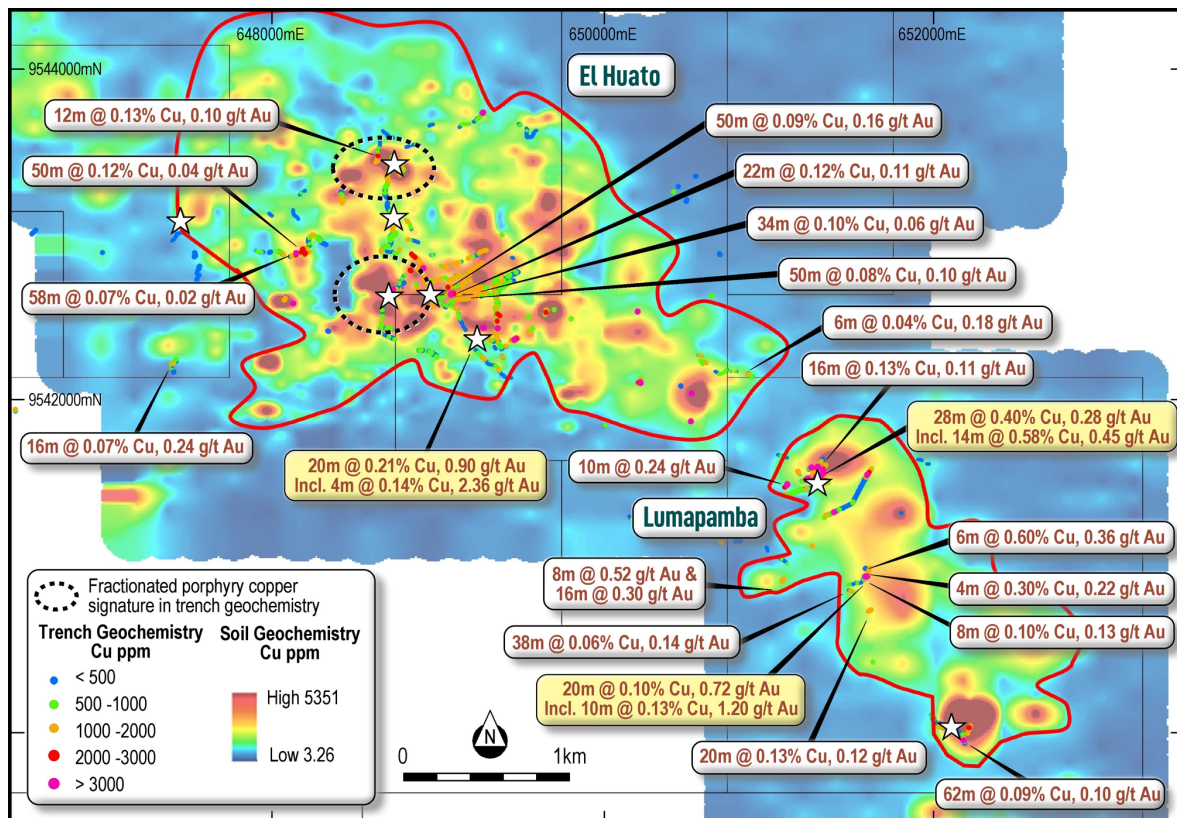 648000mE
650000mE
652000mE
9544000mN
El Huato
12m @ 0.13% Cu, 0.10 g/t Au
50m @ 0.09% Cu, 0.16 g/t Au
50m @ 0.12% Cu, 0.04 g/t Au
22m @ 0.12% Cu, 0.11 g/t Au
34m @ 0.10% Cu, 0.06 g/t Au
50m @ 0.08% Cu, 0.10 g/t Au
58m @ 0.07% Cu, 0.02 g/t Au
6m @ 0.04% Cu, 0.18 g/t Au
16m @ 0.13% Cu, 0.11 g/t Au
9542000mN
28m @ 0.40% Cu, 0.28 g/t Au
Incl. 14m @ 0.58% Cu, 0.45 g/t Au
16m @ 0.07% Cu, 0.24 g/t Au
20m @ 0.21% Cu, 0.90 g/t Au
Incl. 4m @ 0.14% Cu, 2.36 g/t Au
10m @ 0.24 g/t Au
Lumapamba
6m @ 0.60% Cu, 0.36 g/t Au
8m @ 0.52 g/t Au &
16m @ 0.30 g/t Au
4m @ 0.30% Cu, 0.22 g/t Au
8m @ 0.10% Cu, 0.13 g/t Au
38m @ 0.06% Cu, 0.14 g/t Au
20m @ 0.10% Cu, 0.72 g/t Au
Incl. 10m @ 0.13% Cu, 1.20 g/t Au
20m @ 0.13% Cu, 0.12 g/t Au
62m @ 0.09% Cu, 0.10 g/t Au
Fractionated porphyry copper
signature in trench geochemistry
Trench Geochemistry
Cu ppm
< 500
500 -1000
1000 -2000
2000 -3000
> 3000
Soil Geochemistry
Cu ppm
High 5351
Low 3.26
N
0
1km